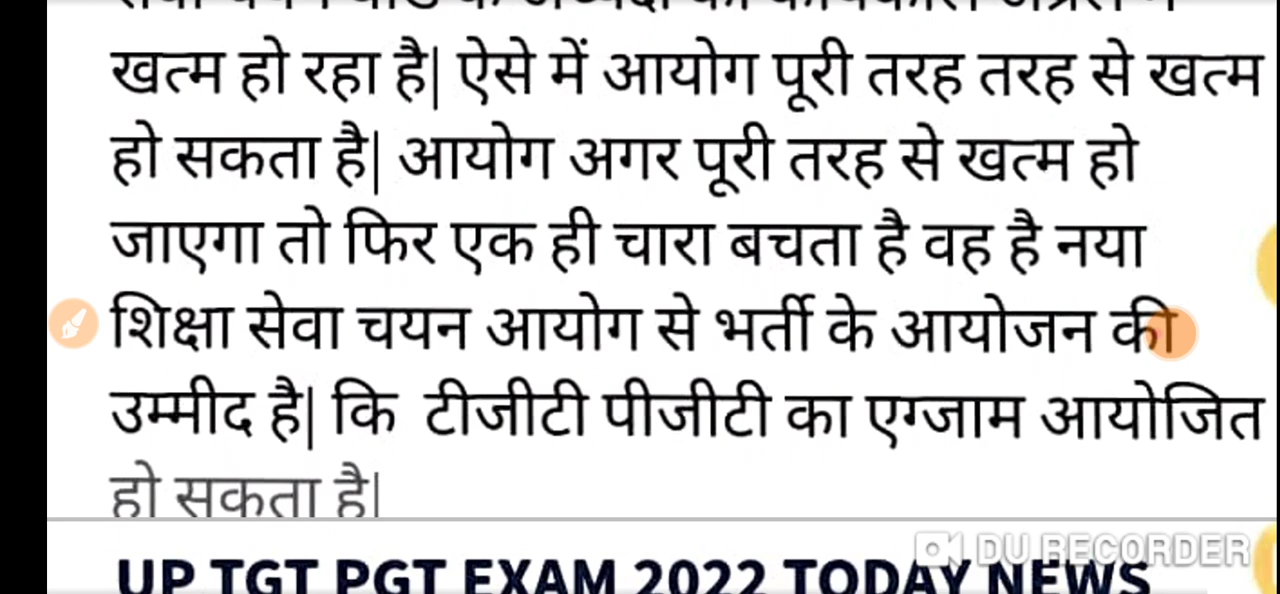 खत्म हो रहा है| ऐसे में आयोग पूरी तरह तरह से खत्म
हो सकता है| आयोग अगर पूरी तरह से खत्म हो
जाएगा तो फिर एक ही चारा बचता है वह है नया
शिक्षा सेवा चयन आयोग से भर्ती के आयोजन की
उम्मीद है| कि टीजीटी पीजीटी का एग्जाम आयोजित
हो सकता है|
DU RECORDER
UP TGT PGT EXAM 2022 TODAY NEWS